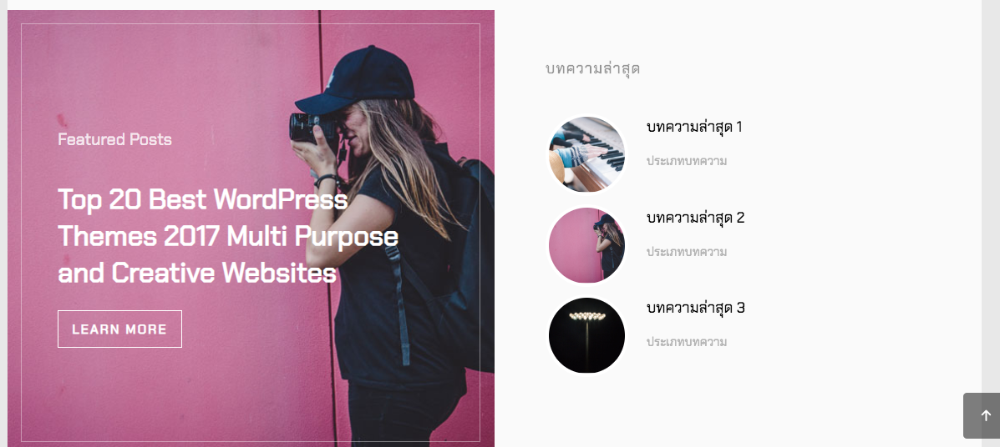 Featured Posts
Top 20 Best WordPress
Themes 2017 Multi Purpose
and Creative Websites
LEARN MORE
บทความล่าสุด
บทความล่าสุด 1
ประเภทบทความ
บทความล่าสุด 2
ประเภทบทความ
บทความล่าสุด 3
ประเภทบทความ